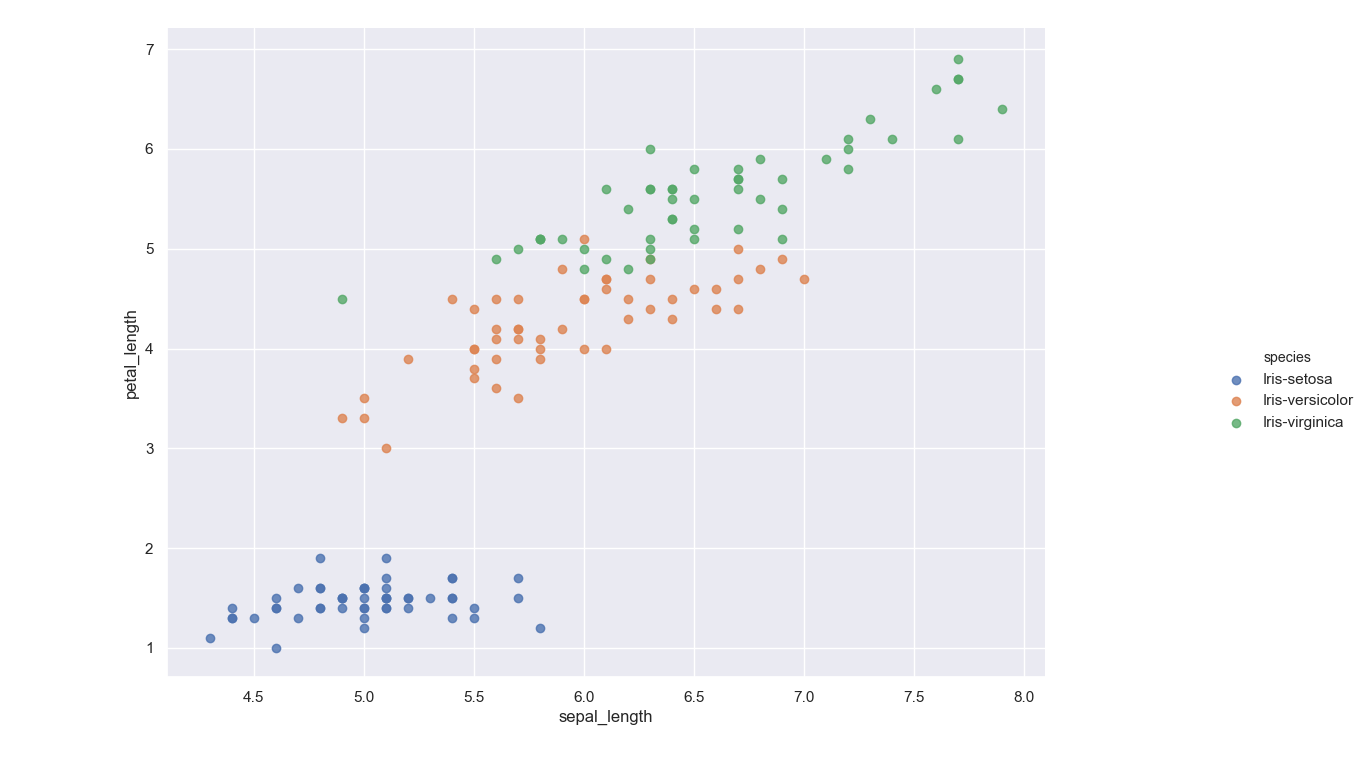 7
6
5
4
3
2
1
petal_length
4.5 5.0 5.5 6.0 6.5 7.0 7.5 8.0
sepal_length
species
Iris-setosa
Iris-versicolor
Iris-virginica